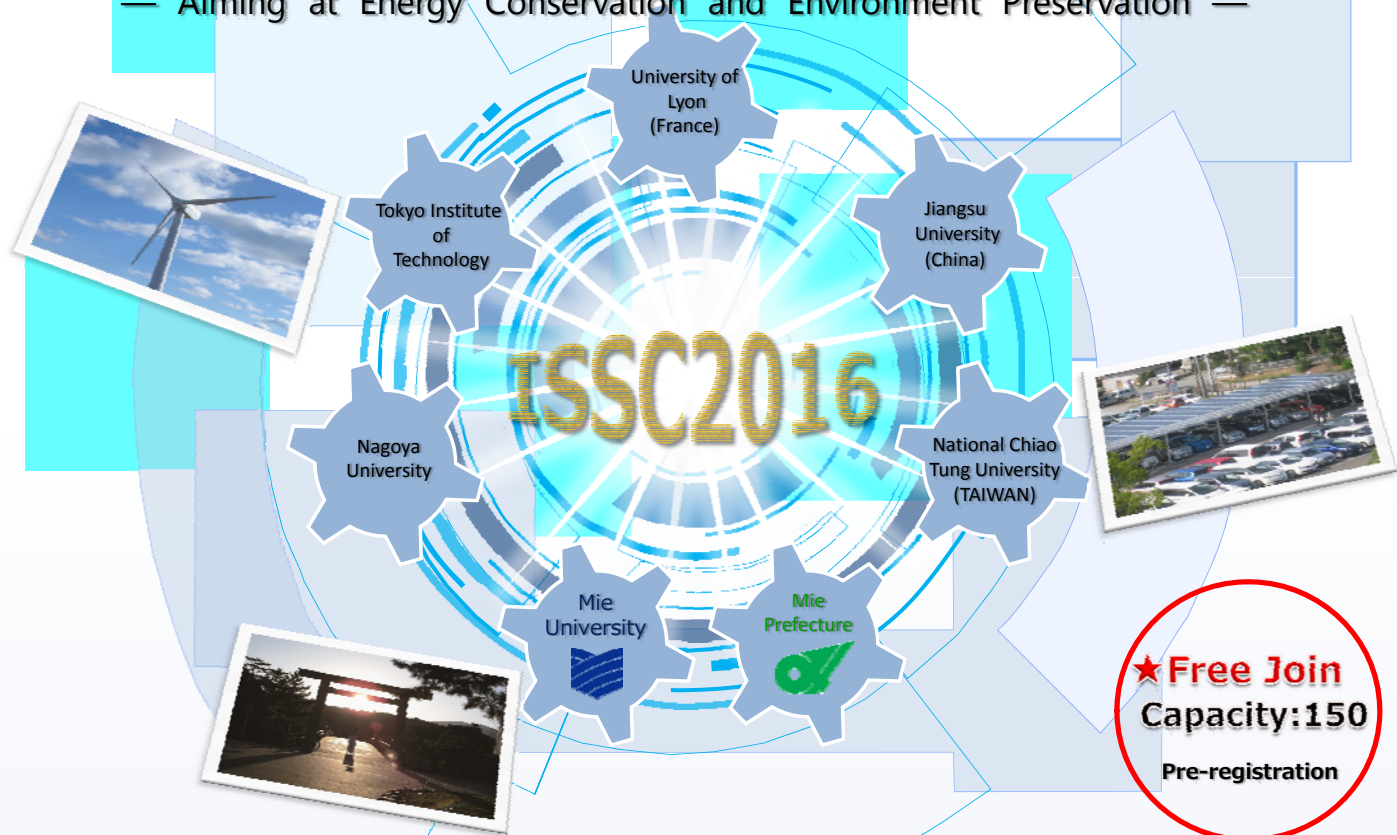 — Aiming at Energy Conservation and Environment Preservation —
University of
Lyon
(France)
Tokyo Institute
of
Technology
Jiangsu
University
(China)
ISSC2016
Nagoya
University
National Chiao
Tung University
(TAIWAN)
Mie
University
Mie
Prefecture
★Free Join
Capacity:150
Pre-registration